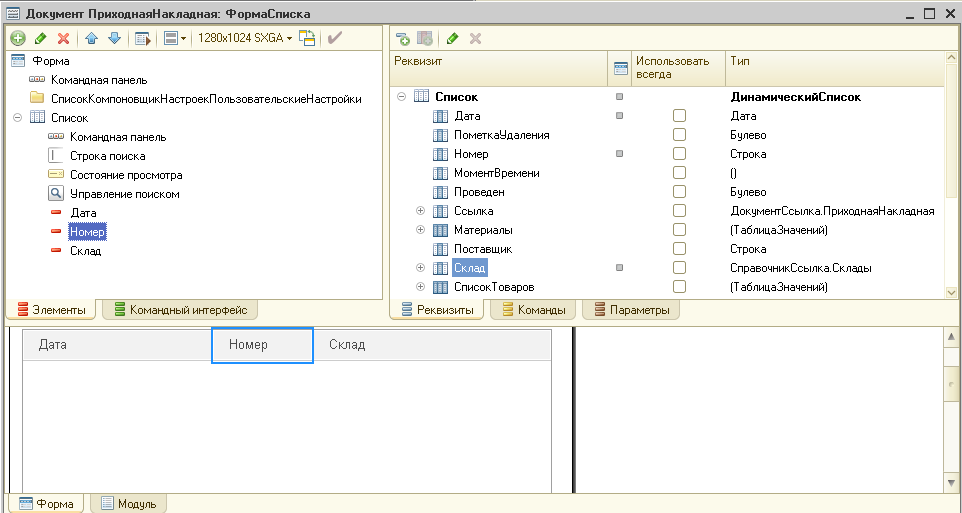 Документ ПриходнаяНакладная: ФормаСписка
1280x1024 SXGA
Форма
Командная панель
СписокКомпоновщикНастроекПользовательскиеНастройки
Список
Командная панель
Строка поиска
Состояние просмотра
Управление поиском
Дата
Номер
Склад
Элементы
Командный интерфейс
Реквизит
Использовать
всегда
Тип
Список ДинамическийСписок
Дата Дата
ПометкаУдаления Булево
Номер Строка
МоментВремени ()
Проведен Булево
Ссылка ДокументСсылка.ПриходнаяНакладная
Материалы (ТаблицаЗначений)
Поставщик Строка
Склад СправочникСсылка.Склады
СписокТоваров (ТаблицаЗначений)
Реквизиты
Команды
Параметры
Дата Номер Склад
Форма Модуль